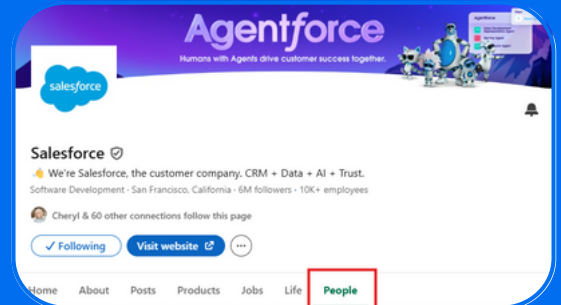 Agentforce
Humans with Agents drive customer success together.
Agentforce
salesforce
Salesforce
👋 We're Salesforce, the customer company. CRM + Data + AI + Trust.
Software Development · San Francisco, California · 6M followers · 10K+ employees
Cheryl & 60 other connections follow this page
✓ Following
Visit website
Home About Posts Products Jobs Life People